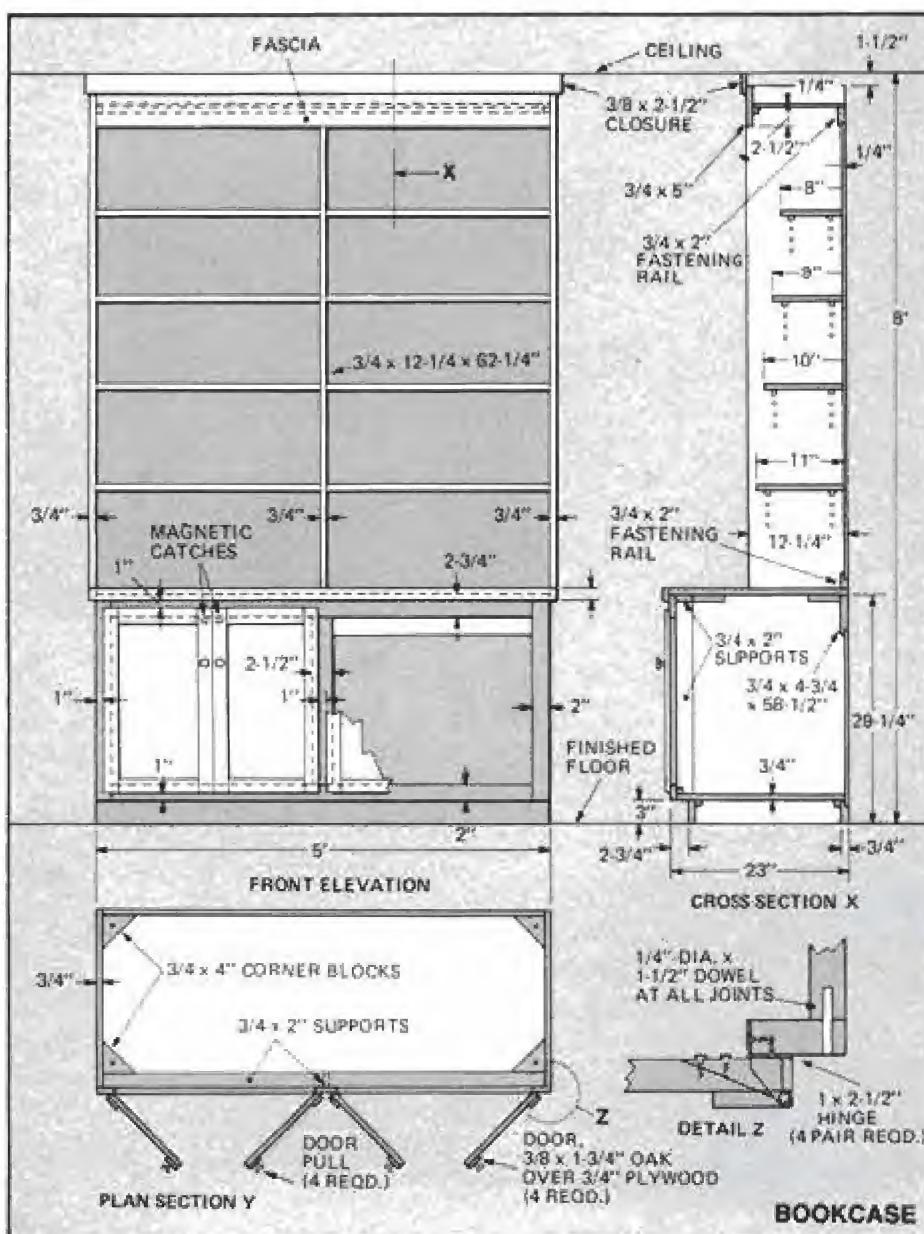 FASCIA
CEILING
1-1/2"
1/4"
3/8 x 2-1/2"
CLOSURE
2-1/2"
1/4"
X
3/4 x 5"
8"
3/4 x 2"
FASTENING
RAIL
9"
8'
3/4 x 12-1/4 x 62-1/4"
10"
11"
3/4"
3/4"
3/4"
MAGNETIC
CATCHES
3/4 x 2"
FASTENING
RAIL
12-1/4"
1"
2-3/4"
3/4 x 2"
SUPPORTS
2-1/2"
1"
1"
2"
3/4 x 4-3/4
x 58-1/2"
28-1/4"
FINISHED
FLOOR
1"
3/4"
3"
2"
5'
2-3/4"
3/4"
23"
FRONT ELEVATION
CROSS SECTION X
3/4"
3/4 x 4" CORNER BLOCKS
3/4 x 2" SUPPORTS
1/4" DIA. x
1-1/2" DOWEL
AT ALL JOINTS
Z
DOOR
PULL
(4 REQD.)
DOOR,
3/8 x 1-3/4" OAK
OVER 3/4" PLYWOOD
(4 REQD.)
DETAIL Z
1 x 2-1/2"
HINGE
(4 PAIR REQD.)
PLAN SECTION Y
BOOKCASE